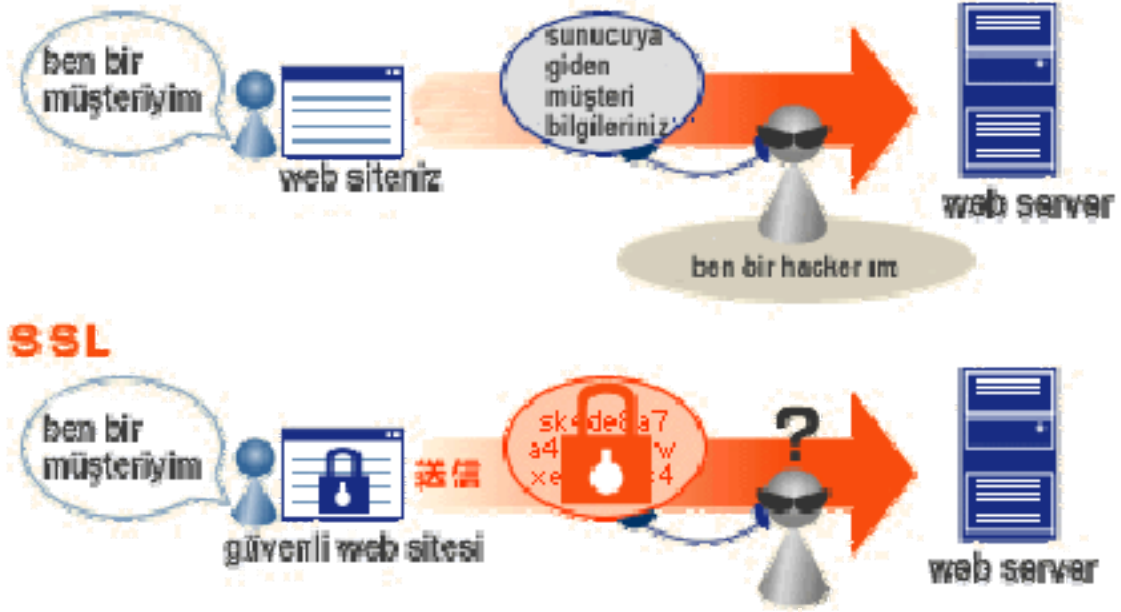 ben bir
müşteriyim
web siteniz
sunucuya
giden
müşteri
bilgileriniz
ben bir hacker ım
web server
SSL
ben bir
müşteriyim
güvenli web sitesi
送信
?
web server